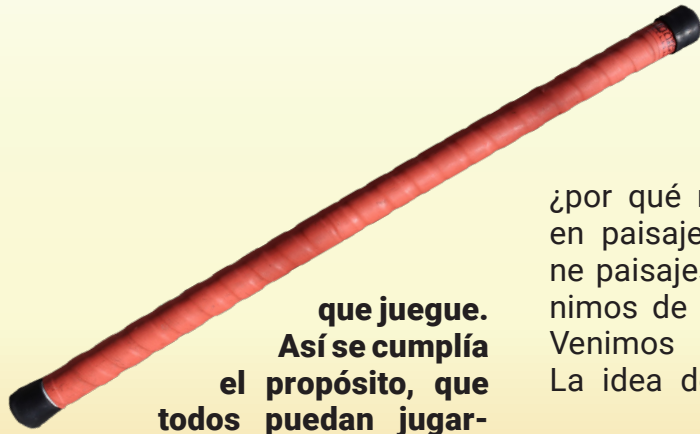 que juegue.
Así se cumplía
el propósito, que
todos puedan jugar-
¿por qué
en paisaje
ne paisaje
nimos de
Venimos
La idea d